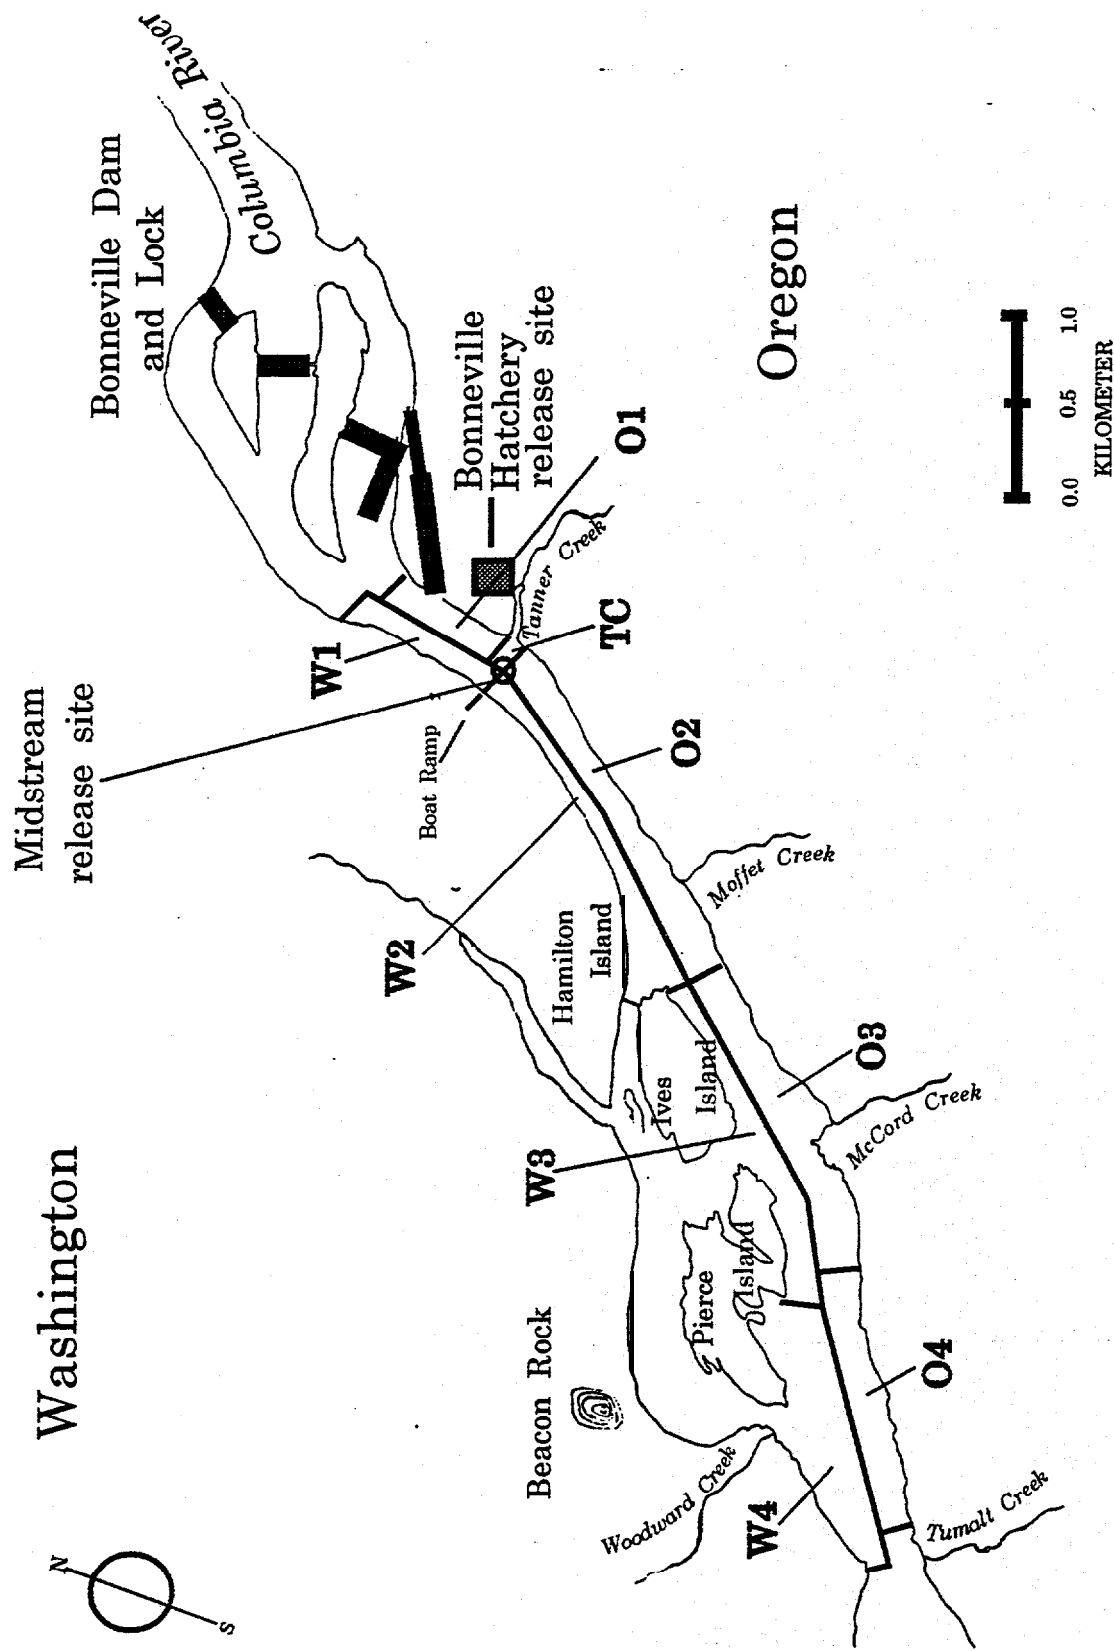 Washington
N
S
Midstream
release site
Bonneville Dam
and Lock
Columbia River
W1
Boat Ramp
W2
Hamilton
Island
Bonneville
Hatchery
release site
O1
Tanner Creek
TC
O2
Moffet Creek
Ives
Island
W3
O3
McCord Creek
Beacon Rock
Pierce
Island
Woodward Creek
W4
O4
Tumalt Creek
Oregon
0.0 0.5 1.0
KILOMETER